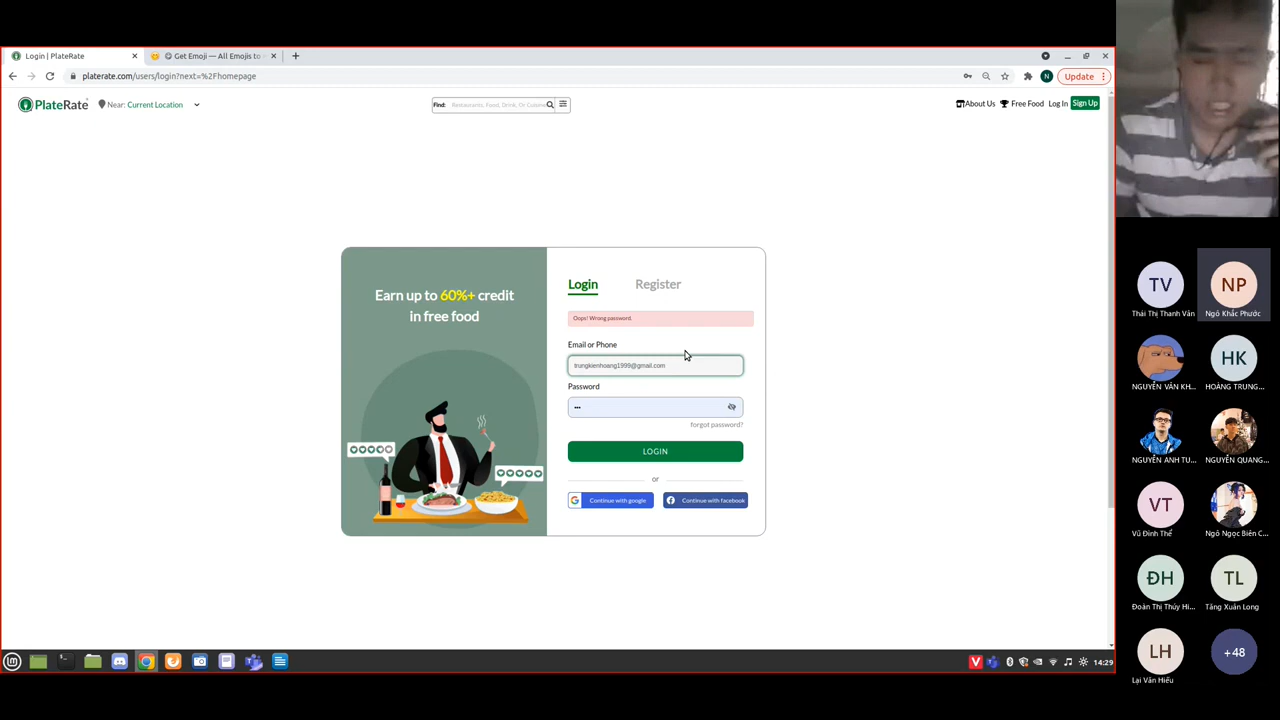 Login | PlateRate
Get Emoji — All Emojis to
platerate.com/users/login?next=%2Fhomepage
N
Update
PlateRate
Near: Current Location
Find: Restaurants, Food, Drink, Or Cuisine
About Us
Free Food
Log In
Sign Up
Earn up to 60%+ credit
in free food
Login
Register
Oops! Wrong password.
Email or Phone
trungkienhoang1999@gmail.com
Password
•••
forgot password?
LOGIN
or
Continue with google
Continue with facebook
14:29
TV
Thái Thị Thanh Vân
NP
Ngô Khắc Phước
NGUYỄN VĂN KH...
HK
HOÀNG TRUNG...
NGUYỄN ANH TU...
NGUYỄN QUANG...
VT
Vũ Đình Thế
Ngô Ngọc Biên C...
ĐH
Đoàn Thị Thúy Hi...
TL
Tăng Xuân Long
LH
Lại Văn Hiếu
+48